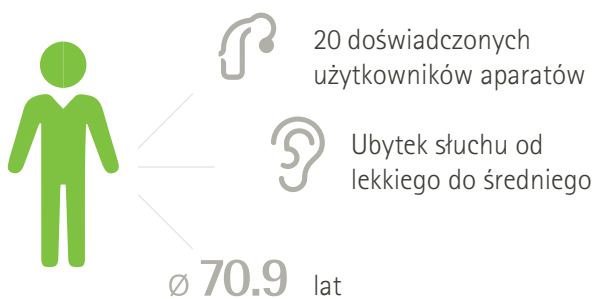 20 doświadczonych
użytkowników aparatów
Ubytek słuchu od
lekkiego do średniego
Ø 70.9 lat